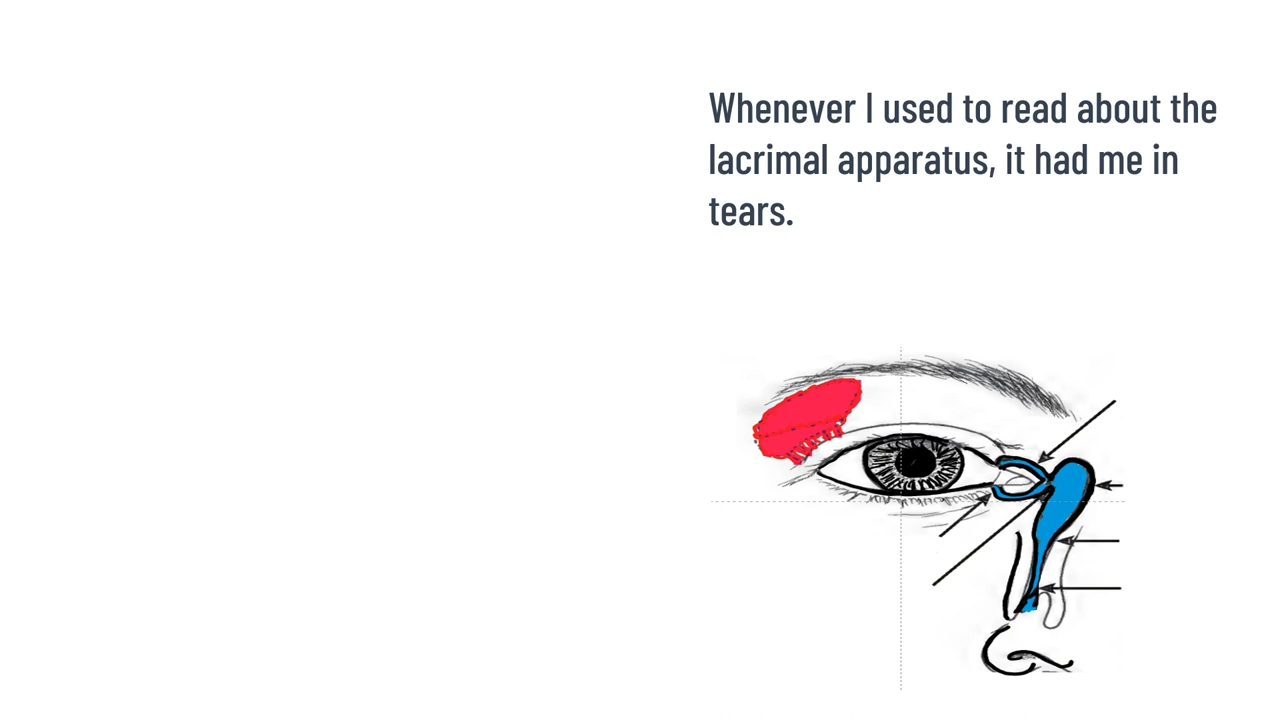 Whenever I used to read about the
lacrimal apparatus, it had me in
tears.